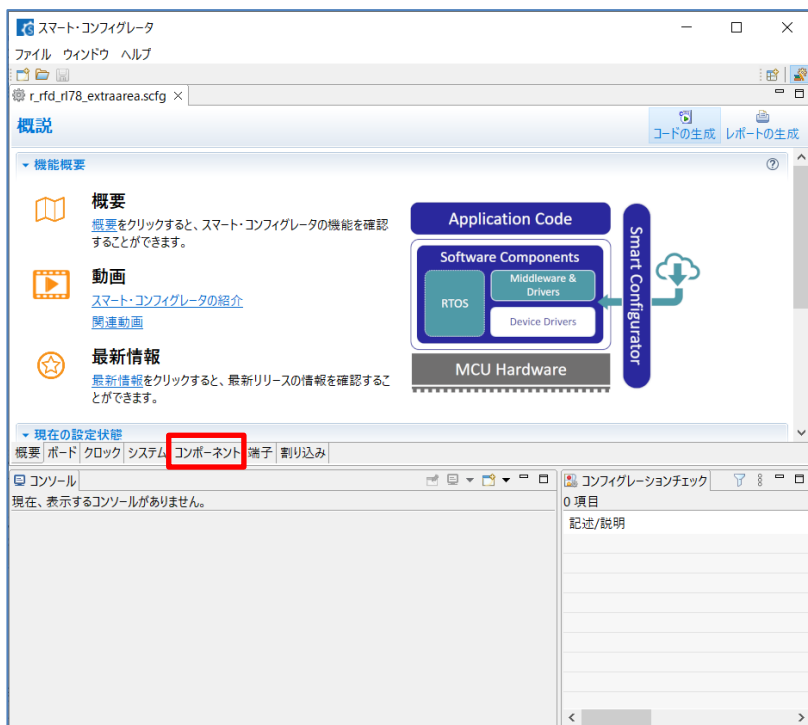 スマート・コンフィグレータ
ファイル ウィンドウ ヘルプ
r_rfd_rl78_extraarea.scfg
概説
コードの生成 レポートの生成
機能概要
概要
概要をクリックすると、スマート・コンフィグレータの機能を確認
することができます。
動画
スマート・コンフィグレータの紹介
関連動画
最新情報
最新情報をクリックすると、最新リリースの情報を確認するこ
とができます。
Application Code
Software Components
RTOS
Middleware &
Drivers
Device Drivers
MCU Hardware
Smart Configurator
現在の設定状態
概要 ボード クロック システム コンポーネント 端子 割り込み
コンソール
現在、表示するコンソールがありません。
コンフィグレーションチェック
0 項目
記述/説明